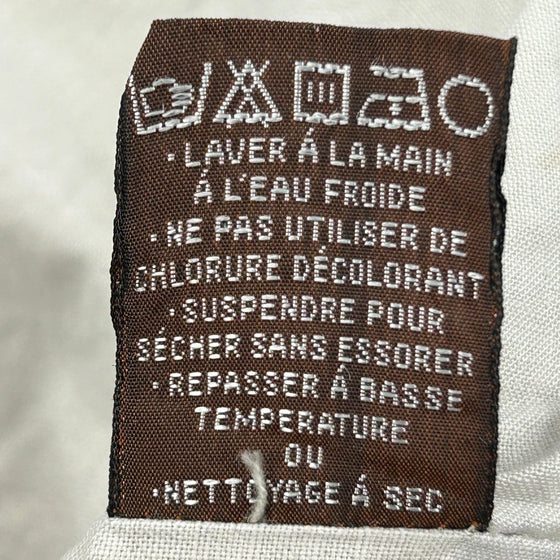 · LAVER Á LA MAIN
Á L'EAU FROIDE
· NE PAS UTILISER DE
CHLORURE DÉCOLORANT
· SUSPENDRE POUR
SÉCHER SANS ESSORER
· REPASSER Á BASSE
TEMPERATURE
OU
· NETTOYAGE Á SEC